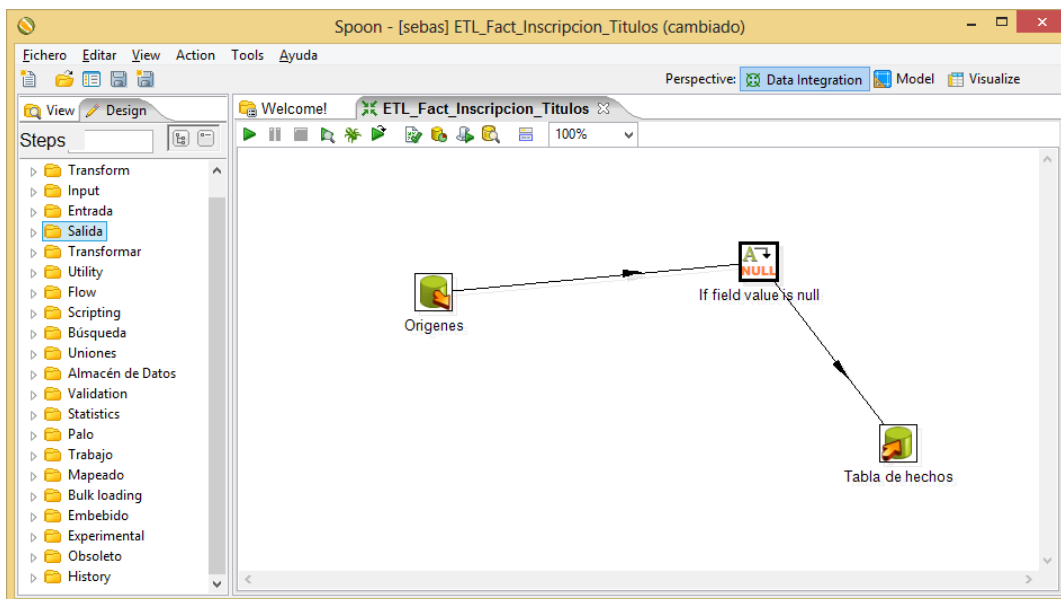 Spoon - [sebas] ETL_Fact_Inscripcion_Titulos (cambiado)
Fichero Editar View Action Tools Ayuda
Perspective: Data Integration Model Visualize
View Design
Welcome! ETL_Fact_Inscripcion_Titulos
Steps
100%
Transform
Input
Entrada
Salida
Transformar
Utility
Flow
Scripting
Búsqueda
Uniones
Almacén de Datos
Validation
Statistics
Palo
Trabajo
Mapeado
Bulk loading
Embebido
Experimental
Obsoleto
History
Origenes
A
NULL
If field value is null
Tabla de hechos